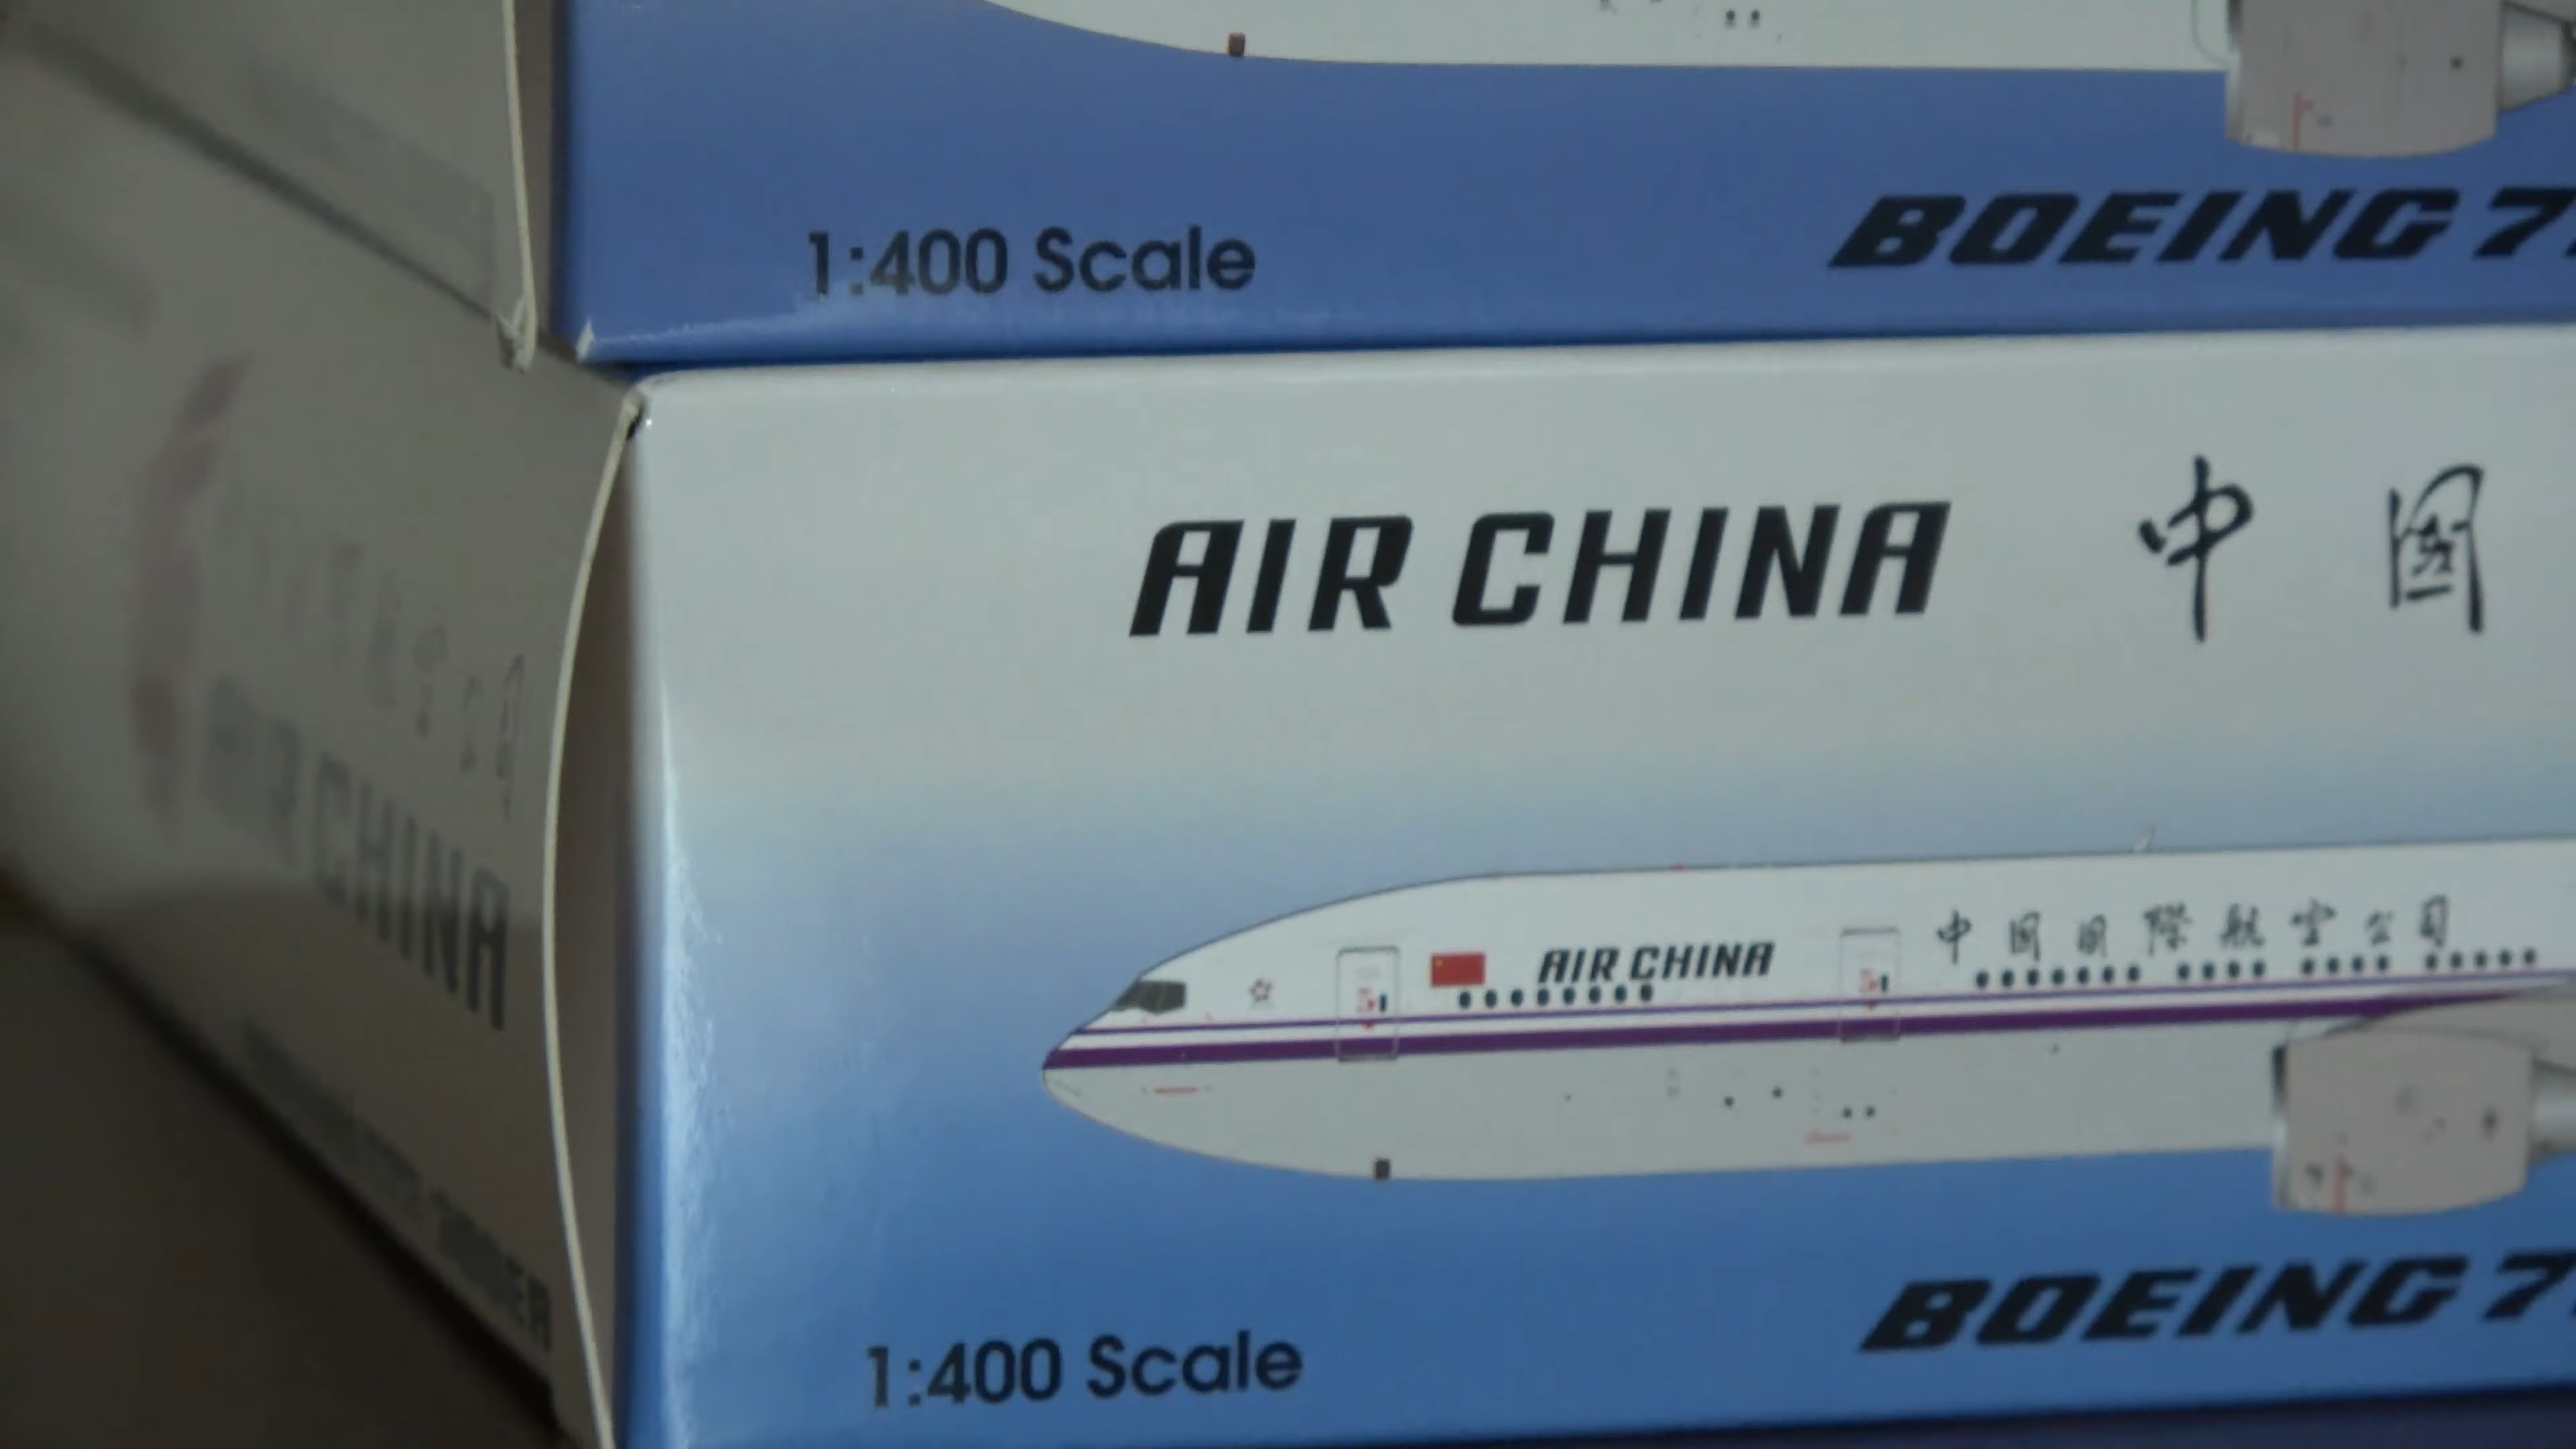 1:400 Scale
BOEING 7
AIR CHINA 中国
AIR CHINA 中国国際航空公司
1:400 Scale
BOEING 7
AIR CHINA